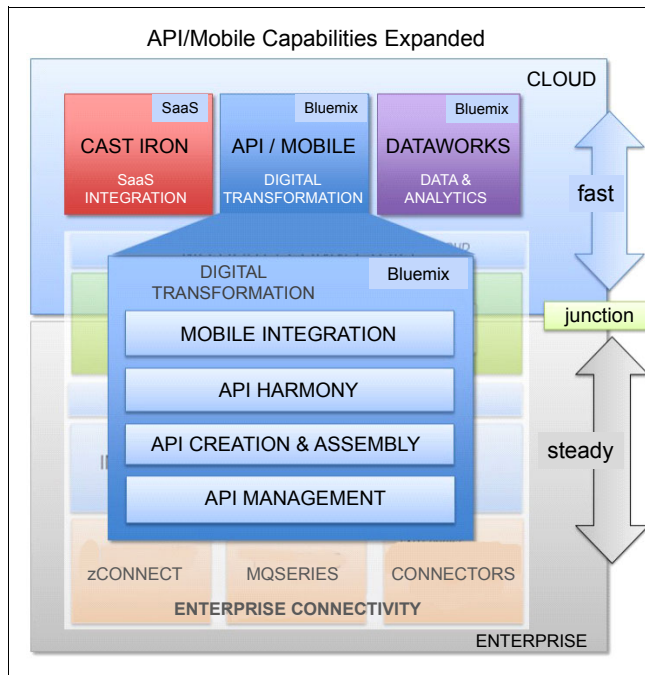 API/Mobile Capabilities Expanded
CLOUD
SaaS
CAST IRON
SaaS
INTEGRATION
Bluemix
API / MOBILE
DIGITAL
TRANSFORMATION
Bluemix
DATAWORKS
DATA &
ANALYTICS
fast
DIGITAL
TRANSFORMATION
Bluemix
MOBILE INTEGRATION
API HARMONY
API CREATION & ASSEMBLY
API MANAGEMENT
junction
steady
zCONNECT
MQSERIES
CONNECTORS
ENTERPRISE CONNECTIVITY
ENTERPRISE